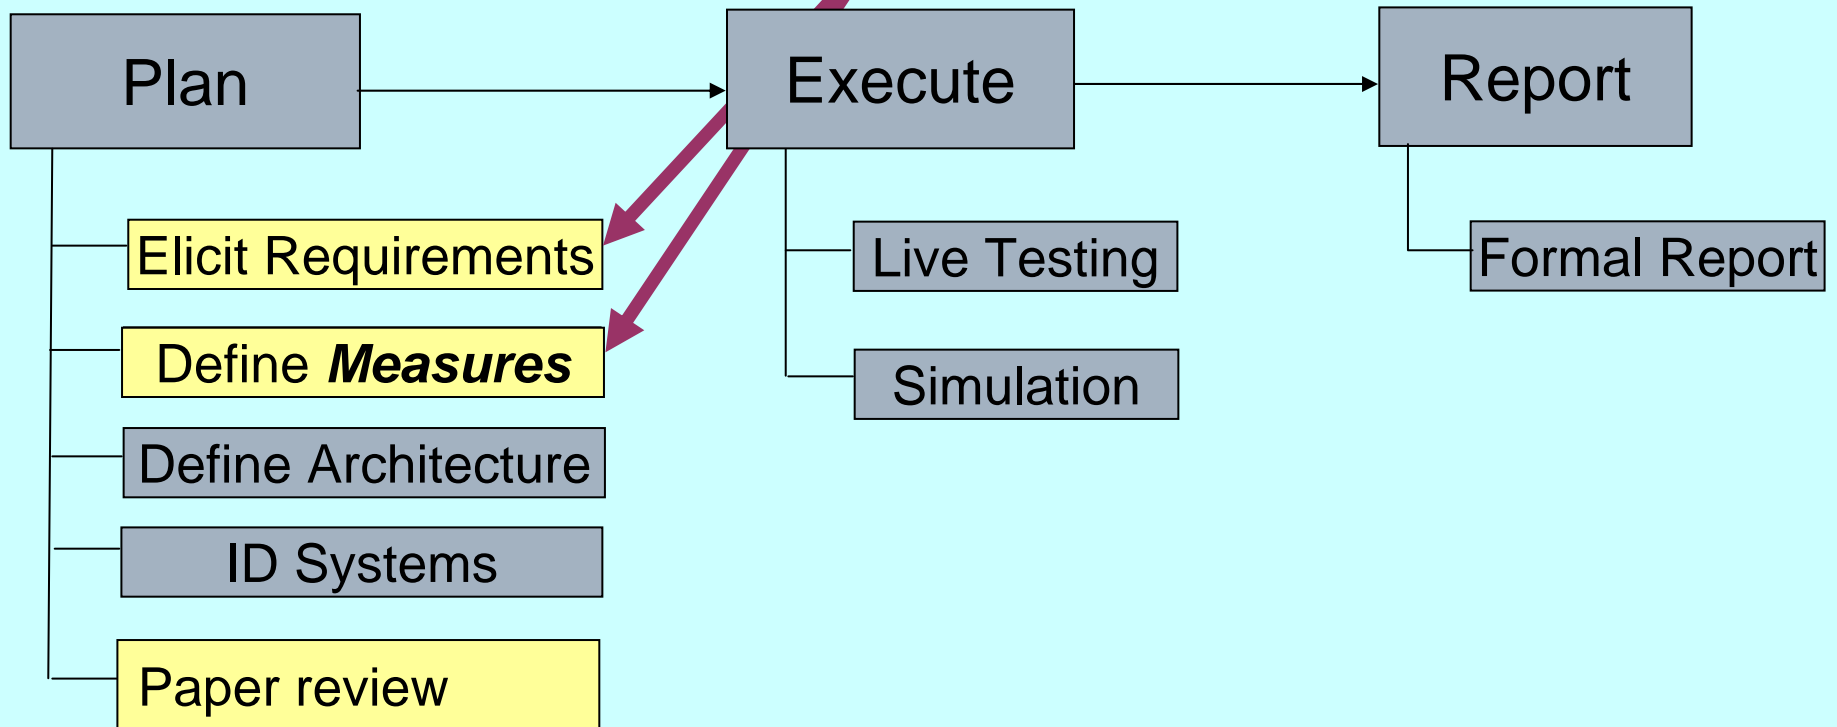 Plan
Execute
Report
Elicit Requirements
Define Measures
Define Architecture
ID Systems
Paper review
Live Testing
Simulation
Formal Report